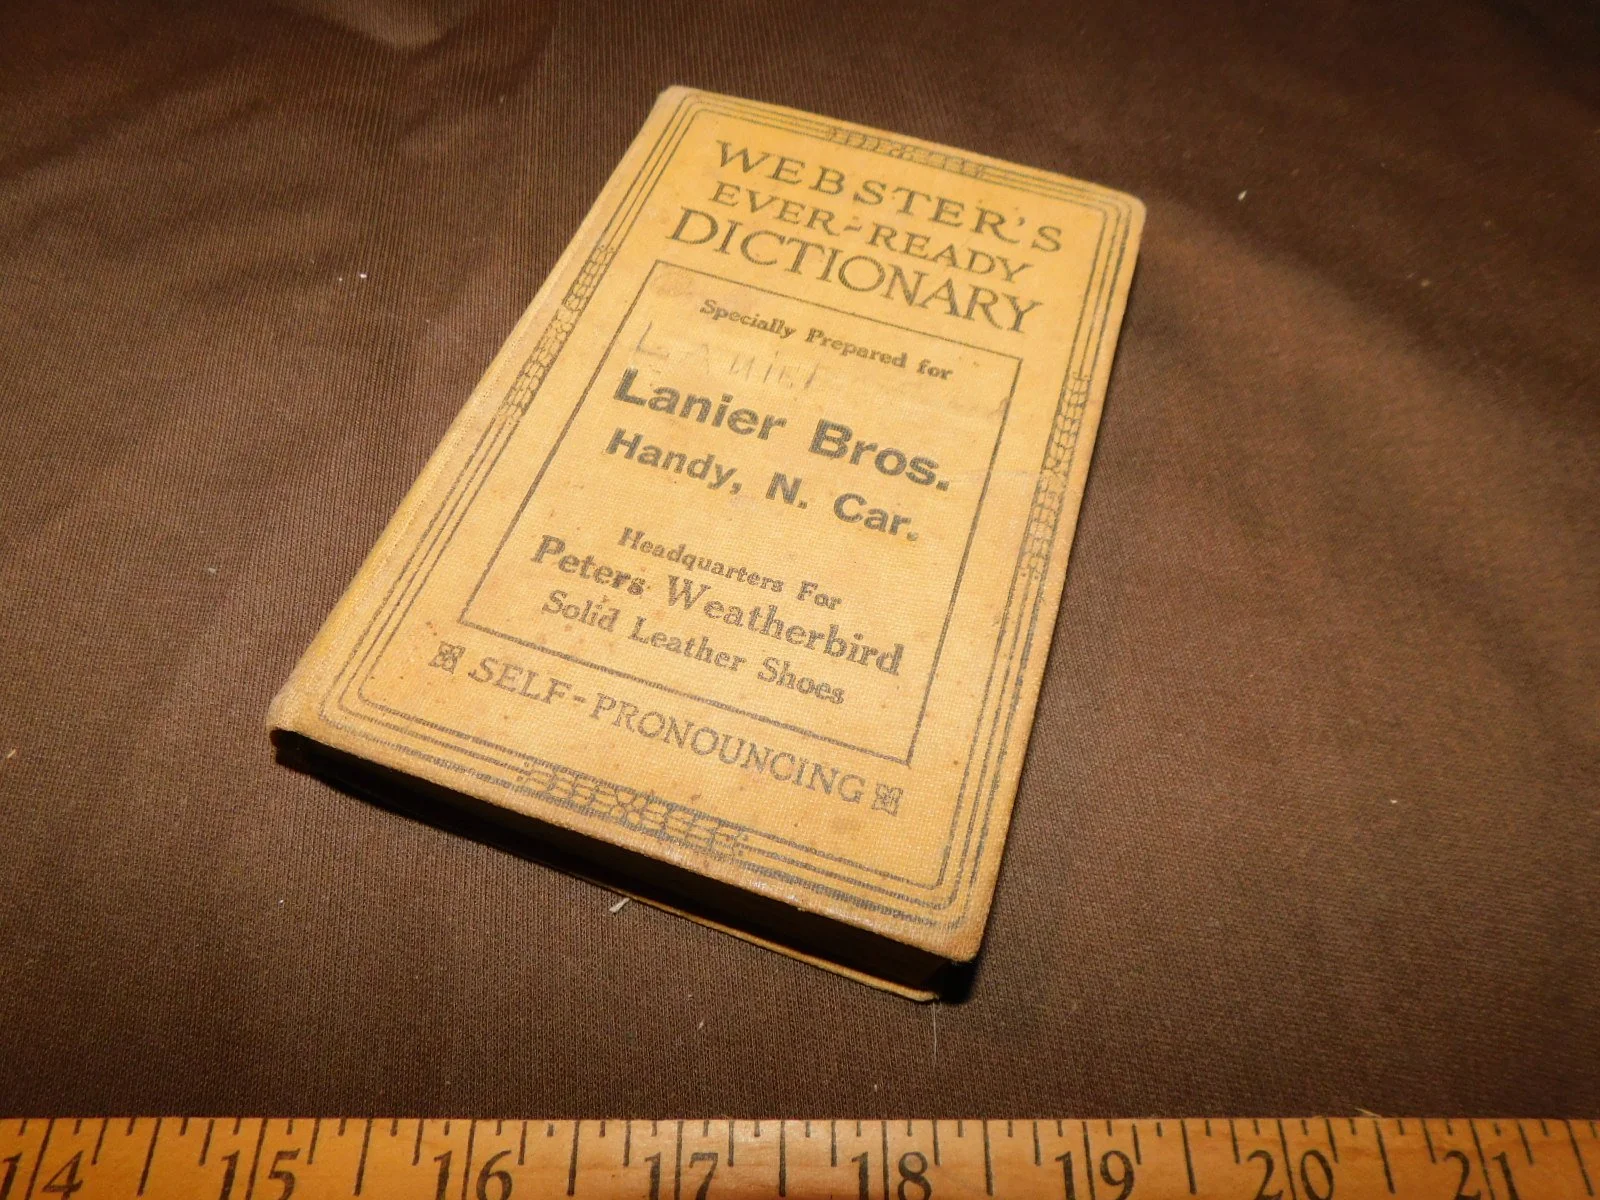 WEBSTER'S
EVER-READY
DICTIONARY
Specially Prepared for
Lanier Bros.
Handy, N. Car.
Headquarters For
Peters Weatherbird
Solid Leather Shoes
SELF-PRONOUNCING
14 15 16 17 18 19 20 21